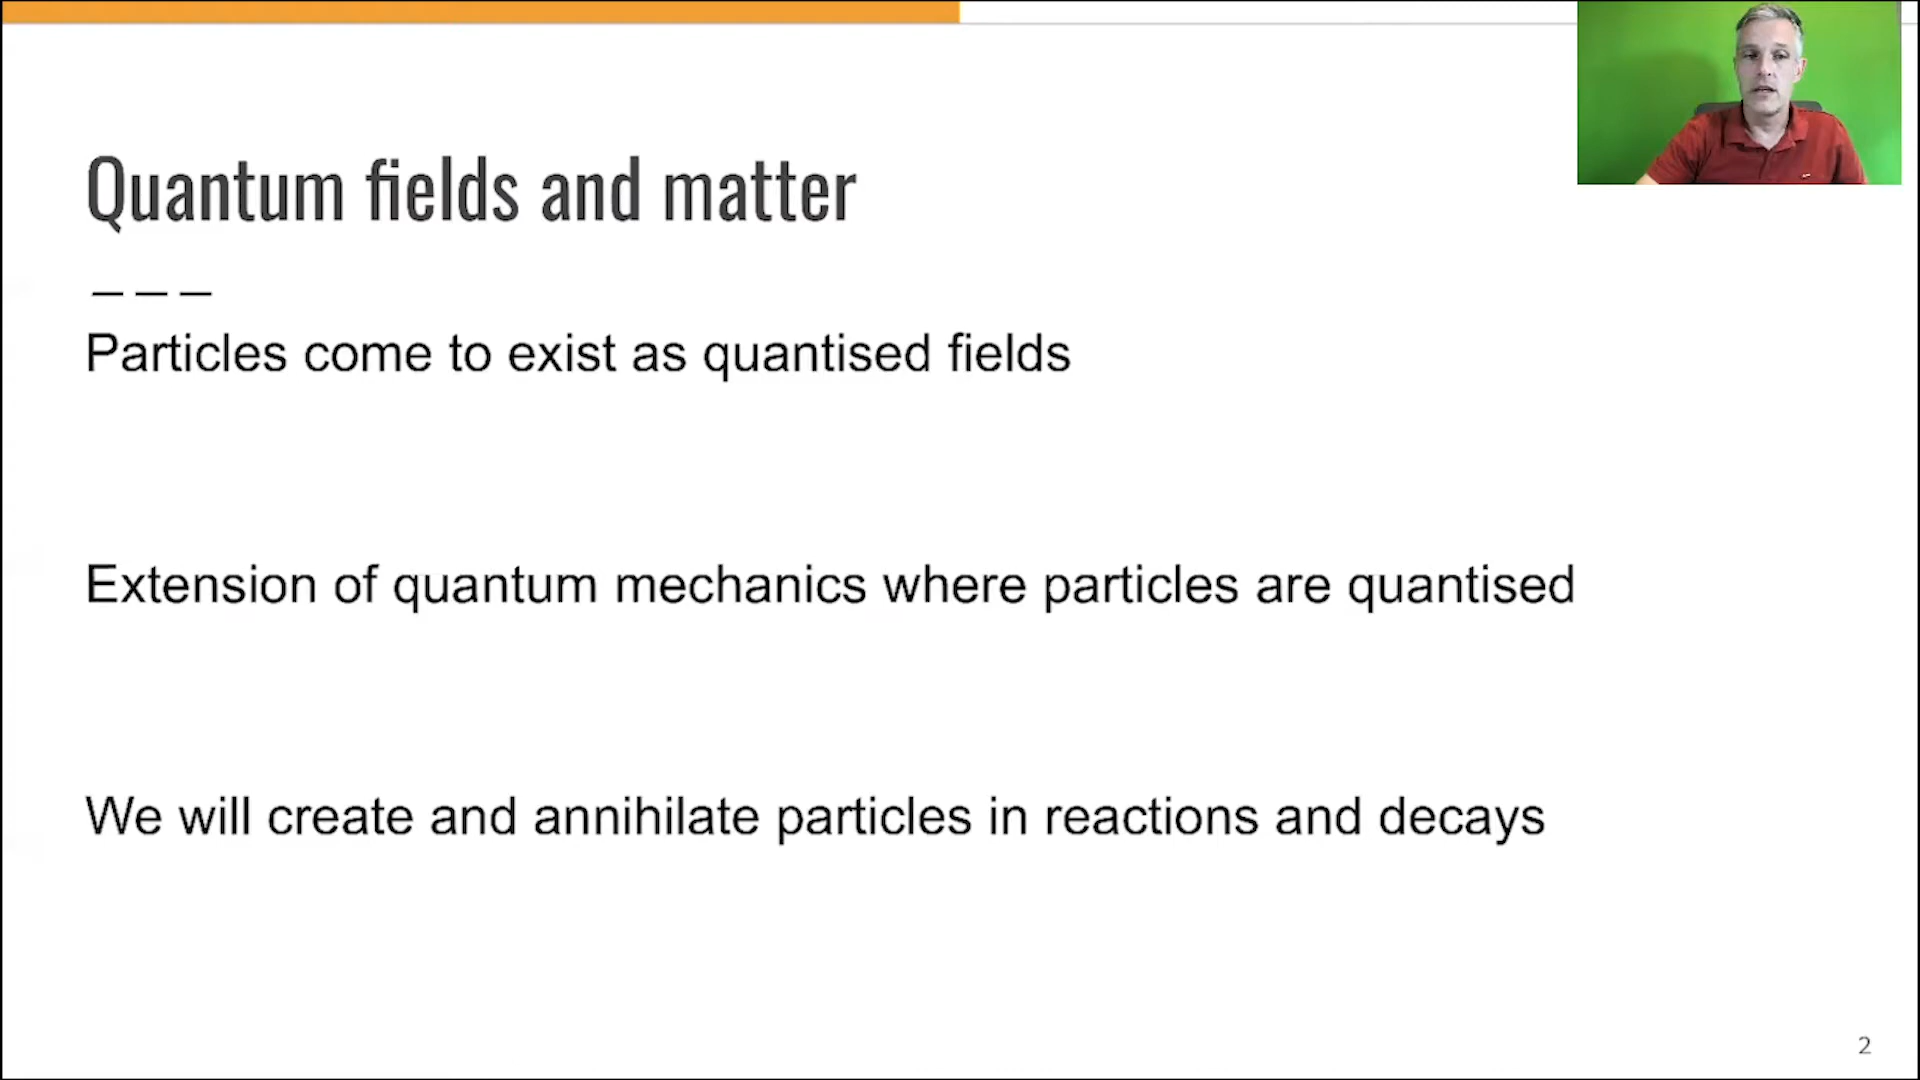 Quantum fields and matter
Particles come to exist as quantised fields
Extension of quantum mechanics where particles are quantised
We will create and annihilate particles in reactions and decays
2